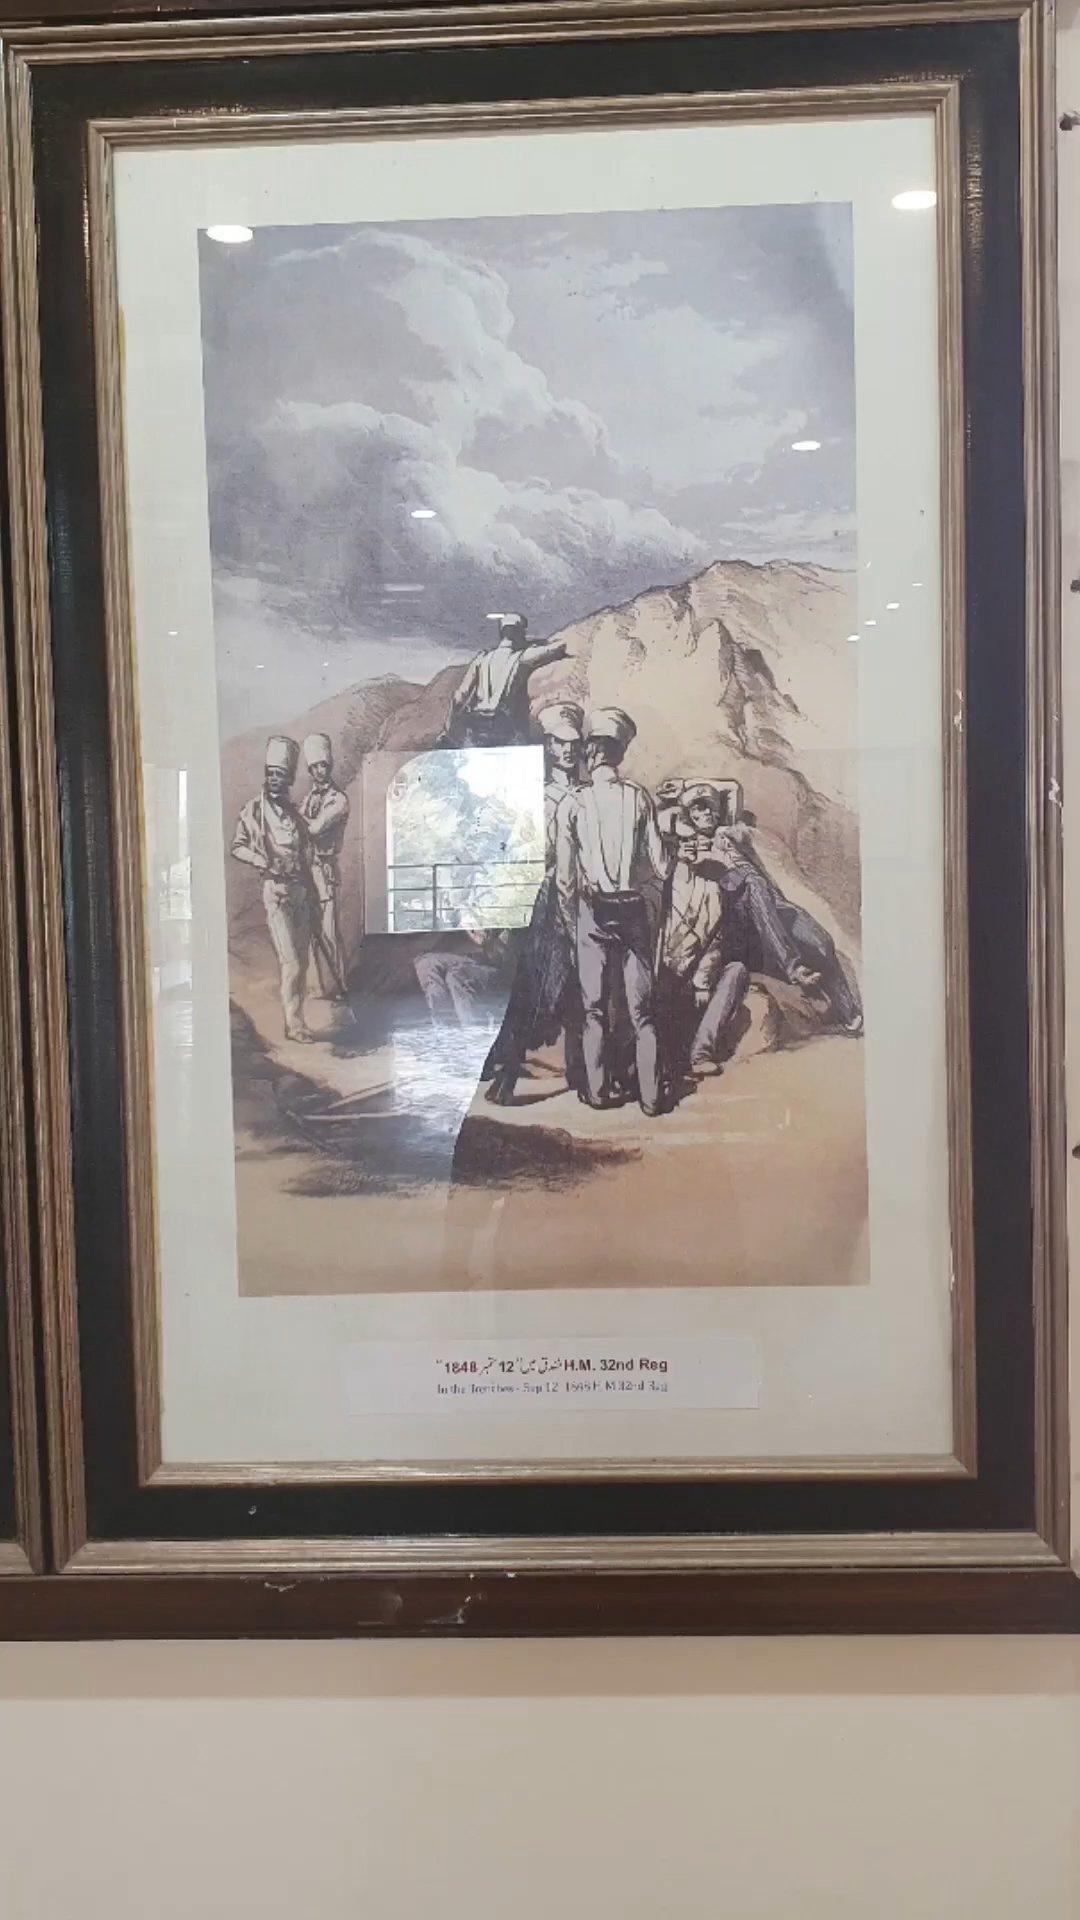 "1848 خندق میں "12 ستمبر H.M. 32nd Reg
In the Trenches - Sep 12 1848 H.M 32nd Reg